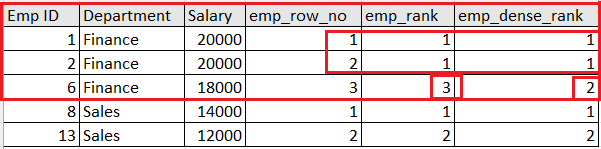 Emp ID Department Salary emp_row_no emp_rank emp_dense_rank
1 Finance 20000 1 1 1
2 Finance 20000 2 1 1
6 Finance 18000 3 3 2
8 Sales 14000 1 1 1
13 Sales 12000 2 2 2